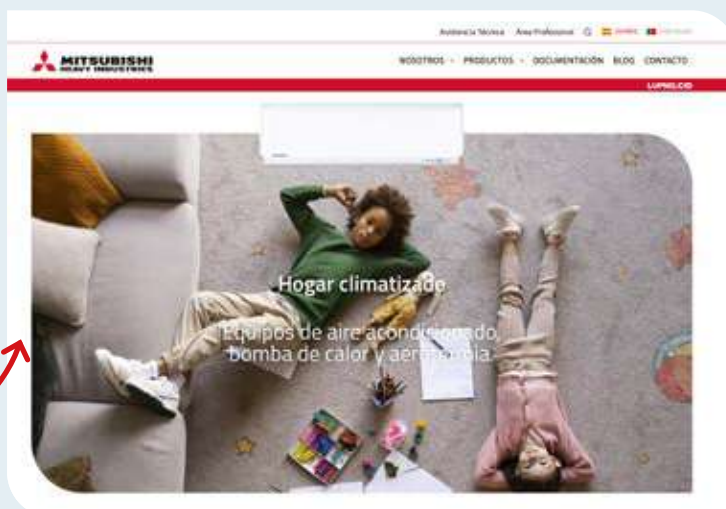 Asistencia Técnica Área Profesional
MITSUBISHI
HEAVY INDUSTRIES
NOSOTROS PRODUCTOS DOCUMENTACIÓN BLOG CONTACTO
Hogar climatizado
Equipos de aire acondicionado,
bomba de calor y aerotermia